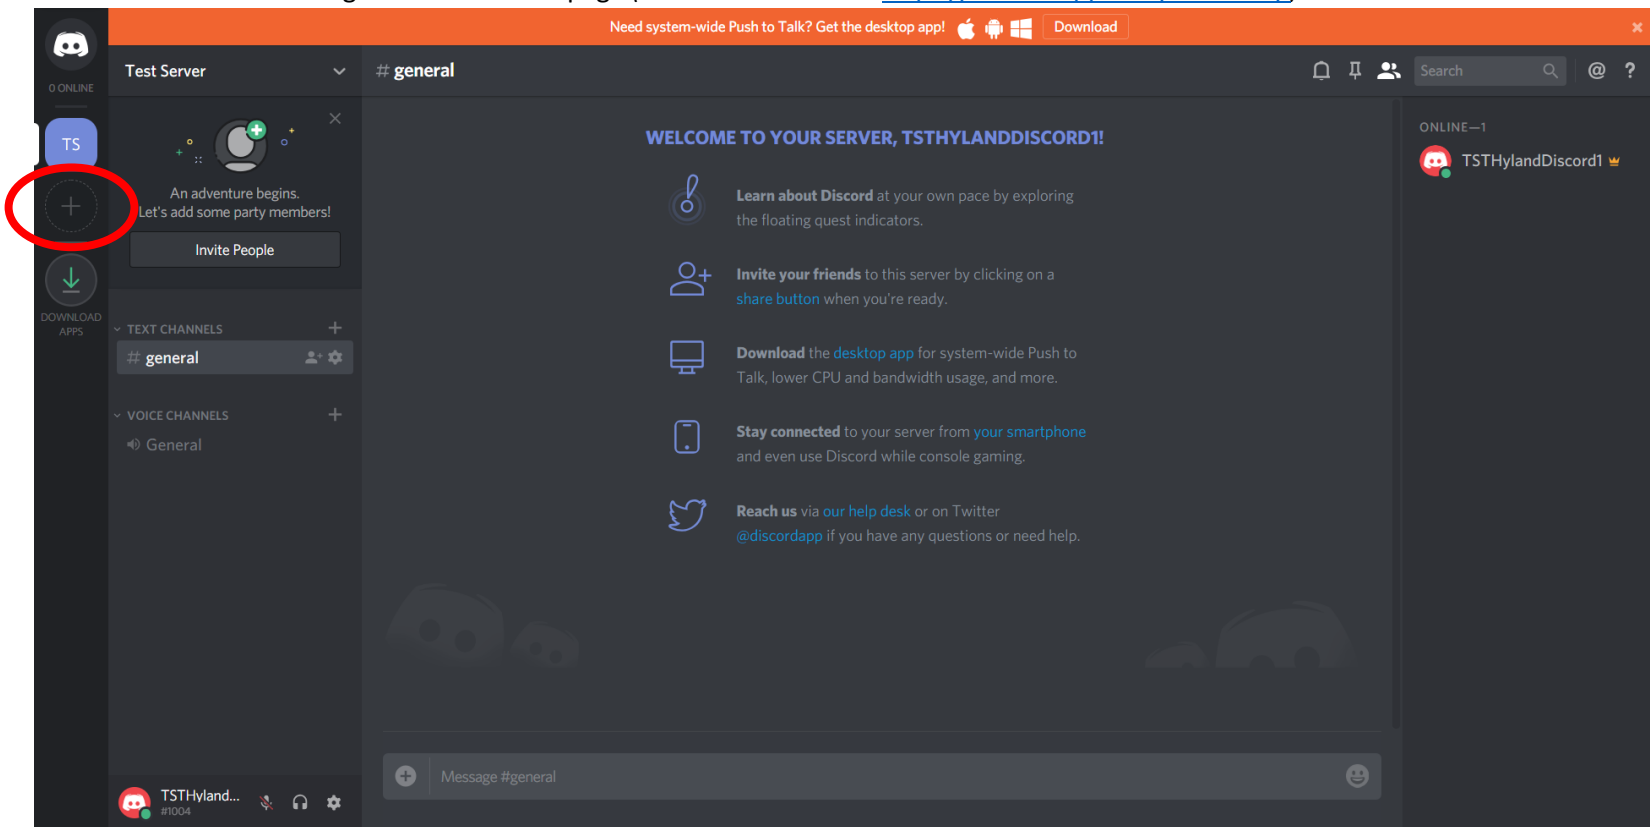 Need system-wide Push to Talk? Get the desktop app! Download
0 ONLINE
TS
DOWNLOAD
APPS
Test Server
An adventure begins.
Let's add some party members!
Invite People
TEXT CHANNELS
# general
VOICE CHANNELS
General
TSTHyland...
#1004
# general
Search @ ?
WELCOME TO YOUR SERVER, TSTHYLANDDISCORD1!
Learn about Discord at your own pace by exploring
the floating quest indicators.
Invite your friends to this server by clicking on a
share button when you're ready.
Download the desktop app for system-wide Push to
Talk, lower CPU and bandwidth usage, and more.
Stay connected to your server from your smartphone
and even use Discord while console gaming.
Reach us via our help desk or on Twitter
@discordapp if you have any questions or need help.
Message #general
ONLINE—1
TSTHylandDiscord1